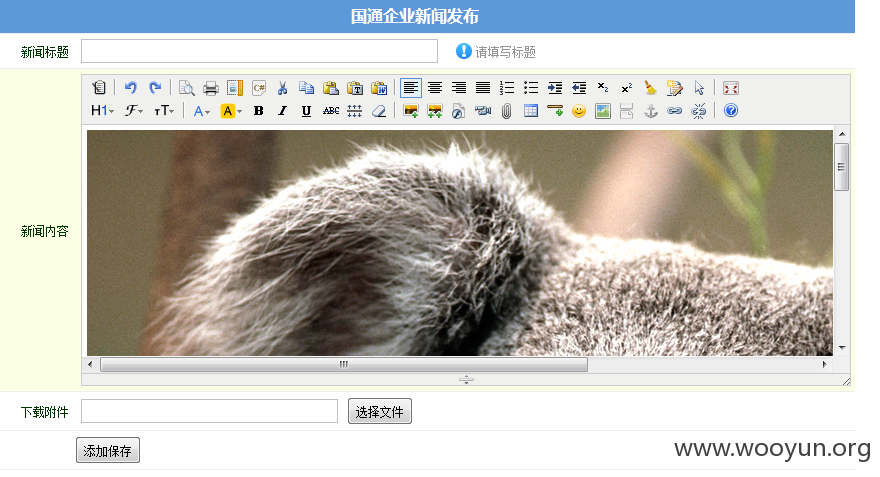 国通企业新闻发布
新闻标题 请填写标题
H1 ℱ тT A A B I U ABC
新闻内容
下载附件 选择文件
添加保存
www.wooyun.org